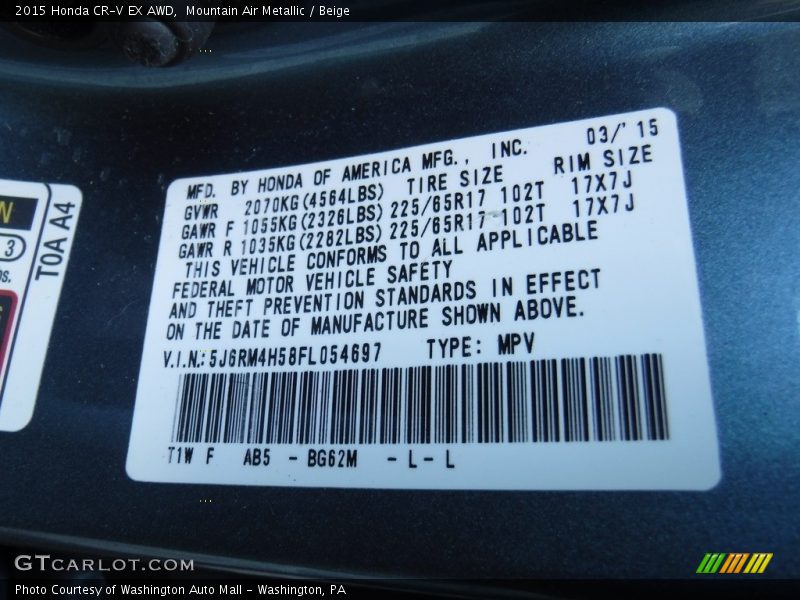 2015 Honda CR-V EX AWD, Mountain Air Metallic / Beige
MFD. BY HONDA OF AMERICA MFG., INC. 03/'15
GVWR 2070KG(4564LBS) TIRE SIZE RIM SIZE
GAWR F 1055KG(2326LBS) 225/65R17 102T 17X7J
GAWR R 1035KG(2282LBS) 225/65R17 102T 17X7J
THIS VEHICLE CONFORMS TO ALL APPLICABLE
FEDERAL MOTOR VEHICLE SAFETY
AND THEFT PREVENTION STANDARDS IN EFFECT
ON THE DATE OF MANUFACTURE SHOWN ABOVE.
V.I.N.: 5J6RM4H58FL054697 TYPE: MPV
T1W F AB5 - BG62M - L - L
N
3
T0A A4
GTCARLOT.COM
Photo Courtesy of Washington Auto Mall - Washington, PA